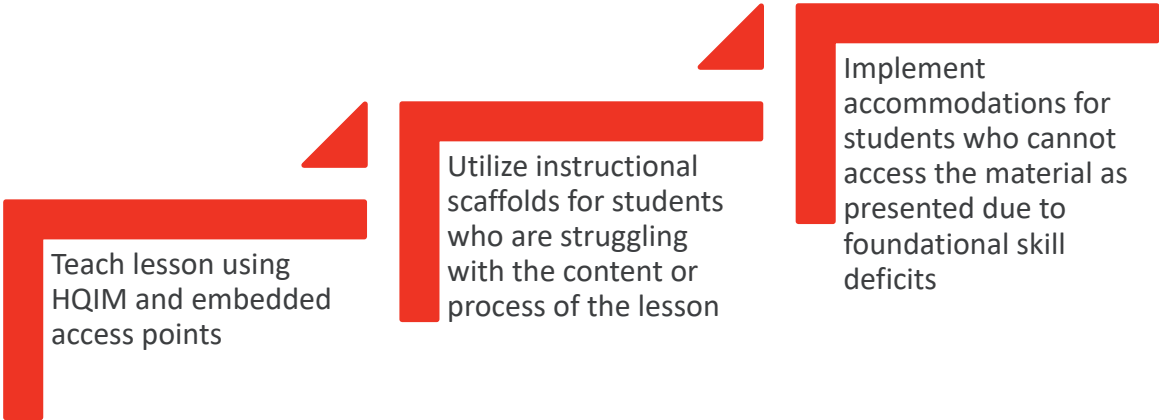 Teach lesson using
HQIM and embedded
access points
Utilize instructional
scaffolds for students
who are struggling
with the content or
process of the lesson
Implement
accommodations for
students who cannot
access the material as
presented due to
foundational skill
deficits